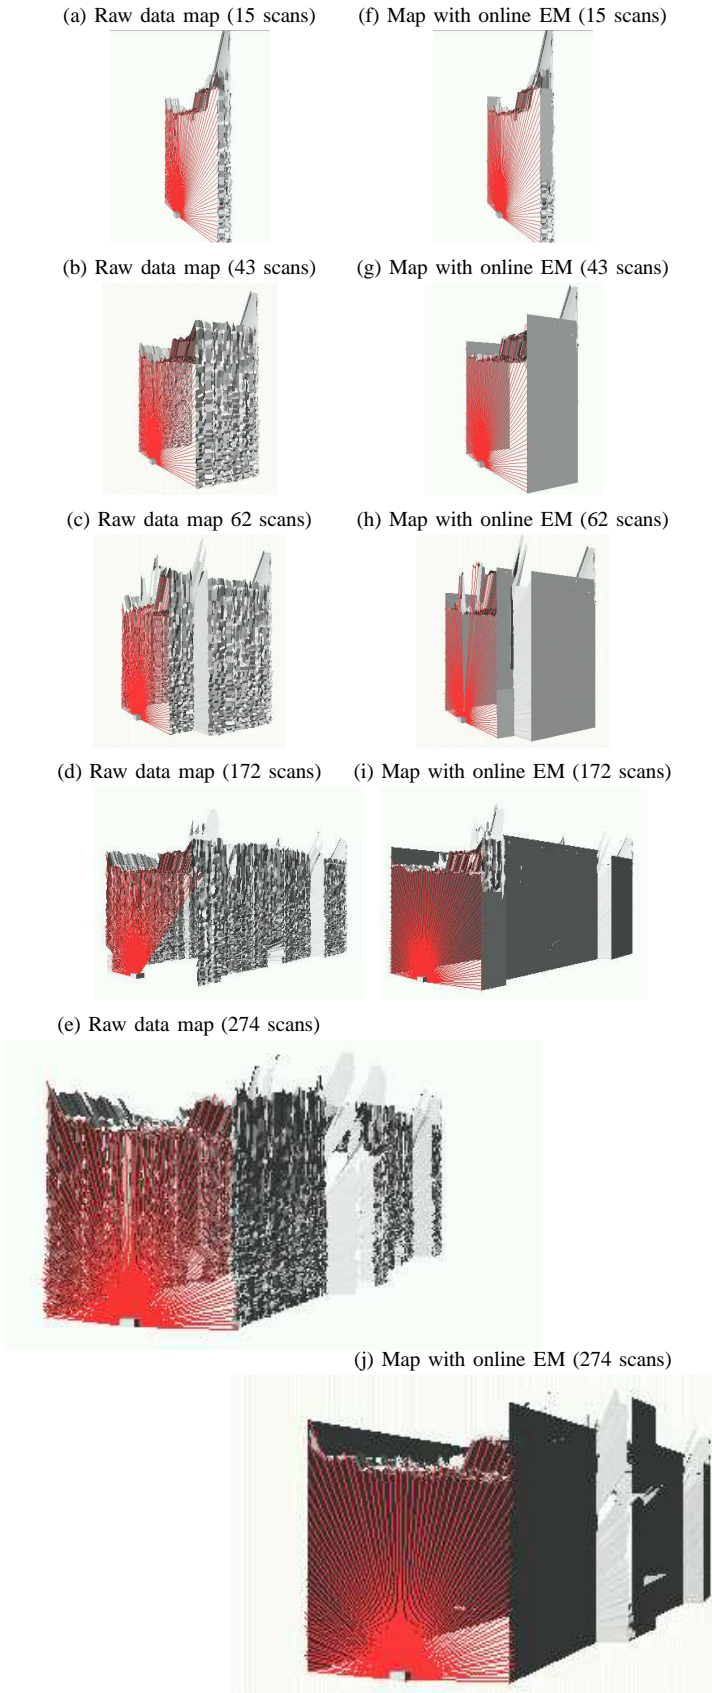 (a) Raw data map (15 scans)
(f) Map with online EM (15 scans)
(b) Raw data map (43 scans)
(g) Map with online EM (43 scans)
(c) Raw data map 62 scans)
(h) Map with online EM (62 scans)
(d) Raw data map (172 scans)
(i) Map with online EM (172 scans)
(e) Raw data map (274 scans)
(j) Map with online EM (274 scans)